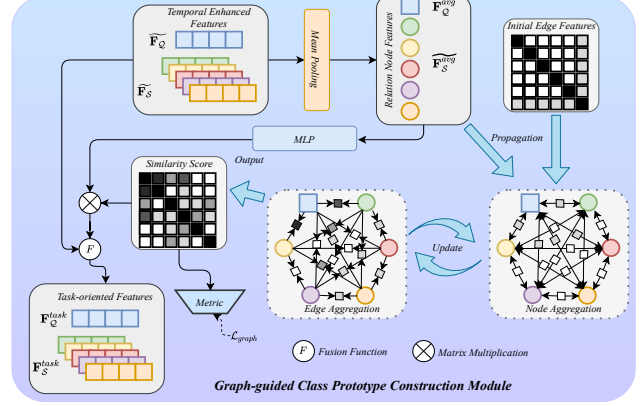 Temporal Enhanced
Features
F̃_Q
F̃_S
Mean Pooling
Relation Node Features
F_Q^{avg}
F̃_S^{avg}
Initial Edge Features
MLP
Propagation
Similarity Score
Output
Update
Edge Aggregation
Node Aggregation
F
Task-oriented Features
F_Q^{task}
F_S^{task}
Metric
ℒ_{graph}
F Fusion Function
Matrix Multiplication
Graph-guided Class Prototype Construction Module